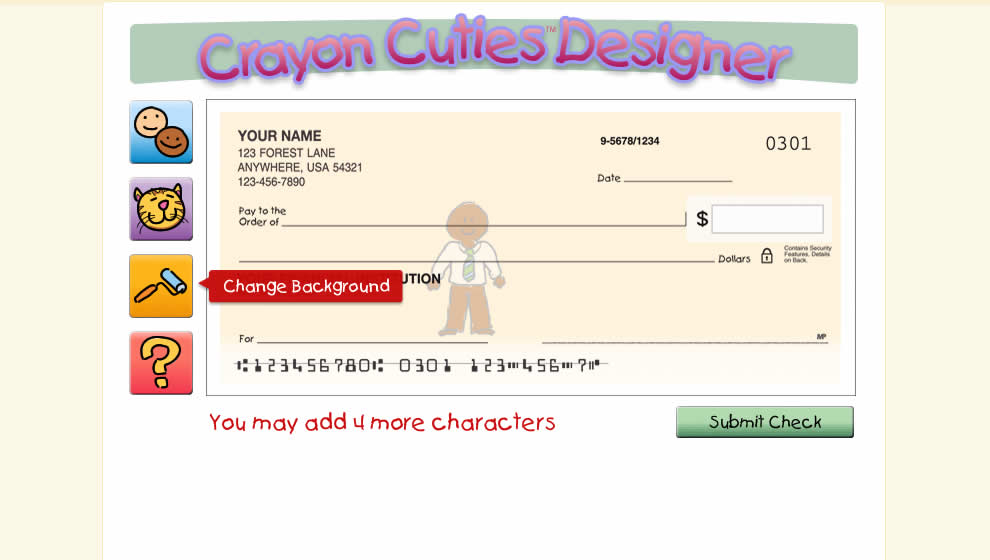 Crayon Cuties™ Designer
YOUR NAME
123 FOREST LANE
ANYWHERE, USA 54321
123-456-7890
9-5678/1234
0301
Date
Pay to the
Order of
$
Dollars
Contains Security
Features. Details
on Back.
Change Background
UTION
For
MP
⑆123456780⑆ 0301 123⑉456⑉7⑈
You may add 4 more characters
Submit Check